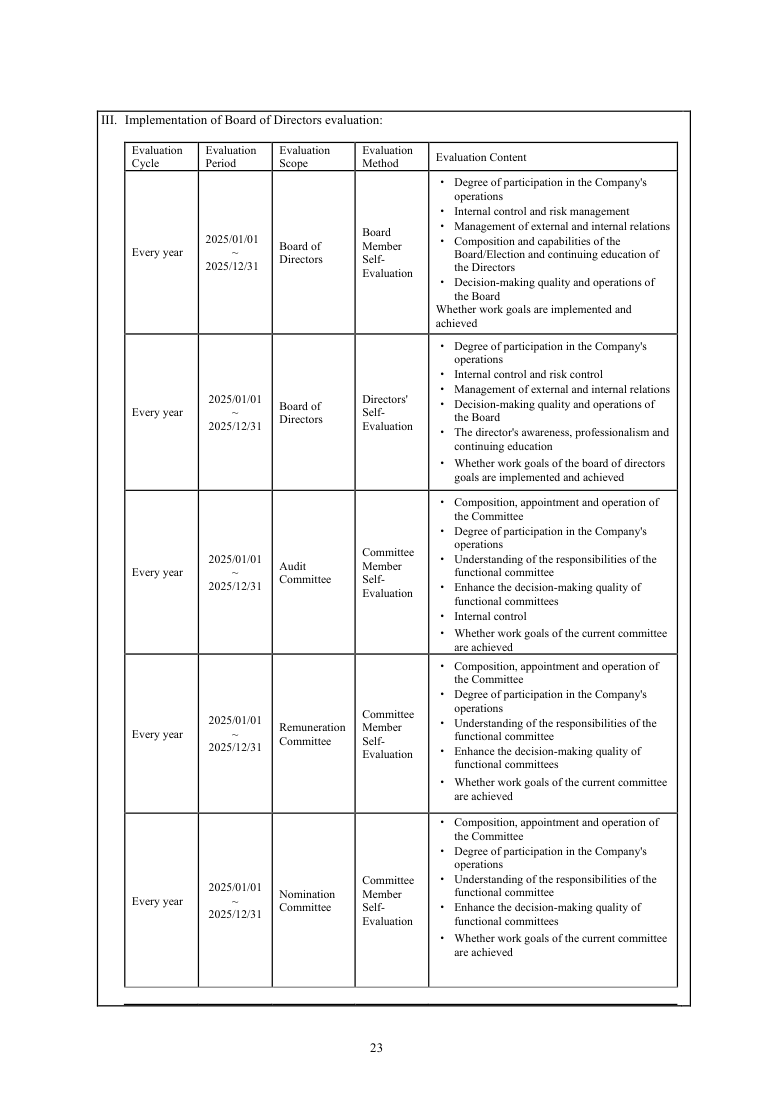 III. Implementation of Board of Directors evaluation:
Evaluation Cycle
Evaluation Period
Evaluation Scope
Evaluation Method
Evaluation Content
Every year
2025/01/01
~
2025/12/31
Board of
Directors
Board
Member
Self-
Evaluation
• Degree of participation in the Company's
operations
• Internal control and risk management
• Management of external and internal relations
• Composition and capabilities of the
Board/Election and continuing education of
the Directors
• Decision-making quality and operations of
the Board
Whether work goals are implemented and
achieved
Every year
2025/01/01
~
2025/12/31
Board of
Directors
Directors'
Self-
Evaluation
• Degree of participation in the Company's
operations
• Internal control and risk control
• Management of external and internal relations
• Decision-making quality and operations of
the Board
• The director's awareness, professionalism and
continuing education
• Whether work goals of the board of directors
goals are implemented and achieved
Every year
2025/01/01
~
2025/12/31
Audit
Committee
Committee
Member
Self-
Evaluation
• Composition, appointment and operation of
the Committee
• Degree of participation in the Company's
operations
• Understanding of the responsibilities of the
functional committee
• Enhance the decision-making quality of
functional committees
• Internal control
• Whether work goals of the current committee
are achieved
Every year
2025/01/01
~
2025/12/31
Remuneration
Committee
Committee
Member
Self-
Evaluation
• Composition, appointment and operation of
the Committee
• Degree of participation in the Company's
operations
• Understanding of the responsibilities of the
functional committee
• Enhance the decision-making quality of
functional committees
• Whether work goals of the current committee
are achieved
Every year
2025/01/01
~
2025/12/31
Nomination
Committee
Committee
Member
Self-
Evaluation
• Composition, appointment and operation of
the Committee
• Degree of participation in the Company's
operations
• Understanding of the responsibilities of the
functional committee
• Enhance the decision-making quality of
functional committees
• Whether work goals of the current committee
are achieved
23